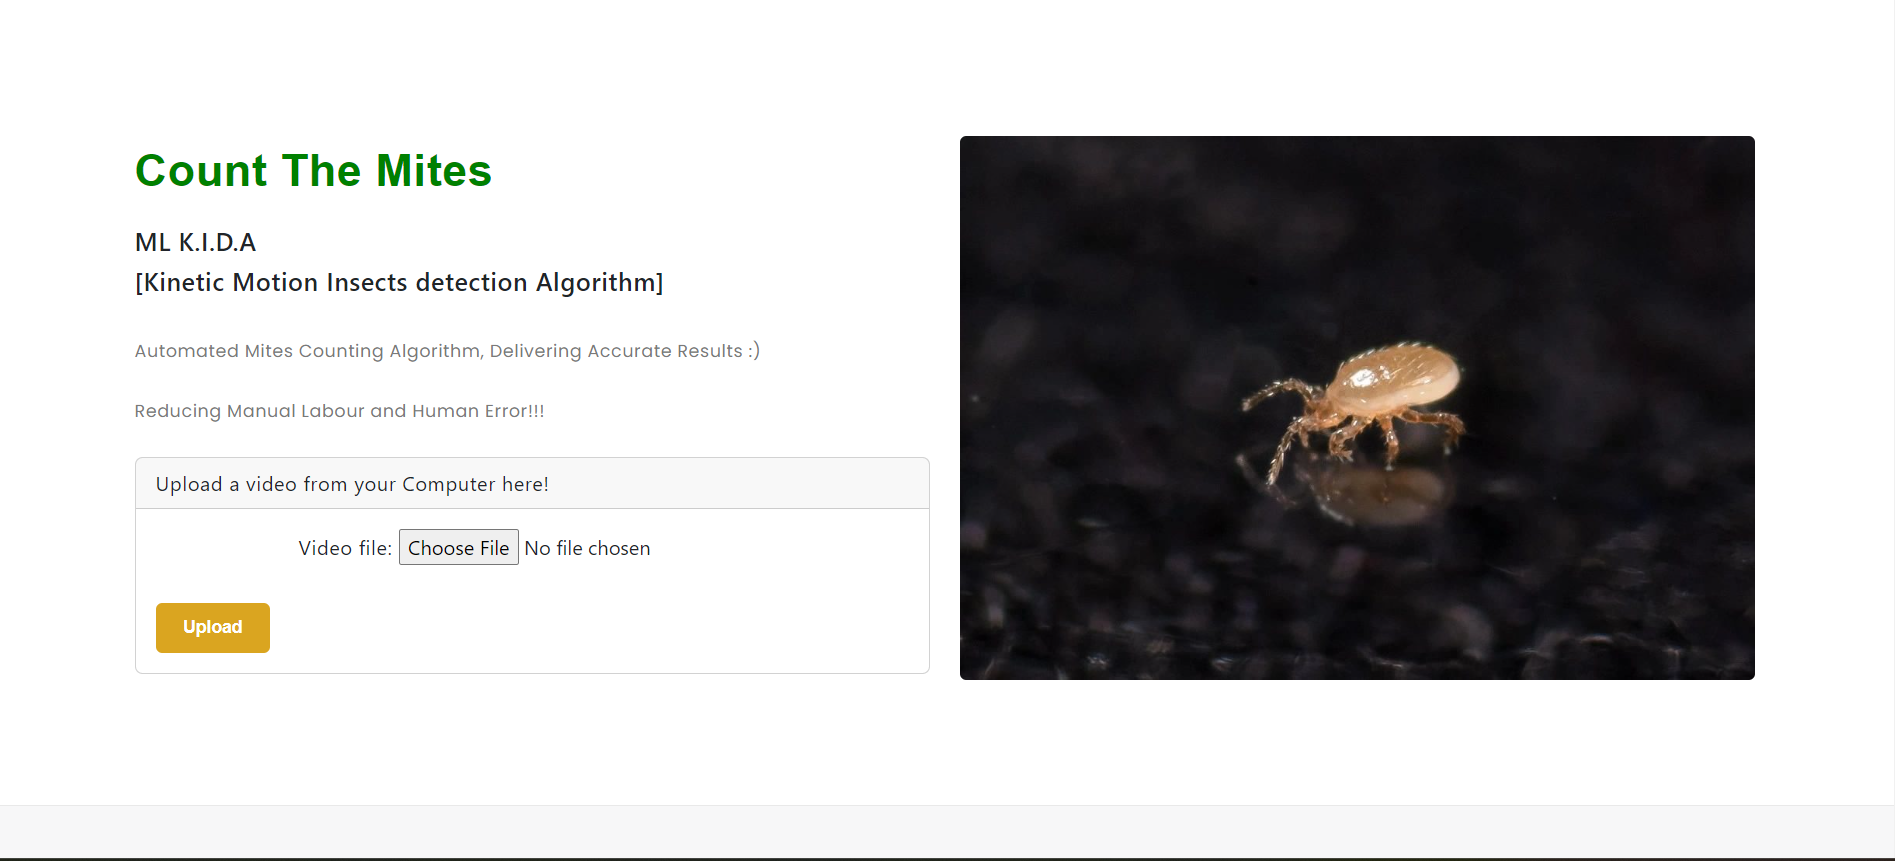 Count The Mites
ML K.I.D.A
[Kinetic Motion Insects detection Algorithm]
Automated Mites Counting Algorithm, Delivering Accurate Results :)
Reducing Manual Labour and Human Error!!!
Upload a video from your Computer here!
Video file: Choose File No file chosen
Upload